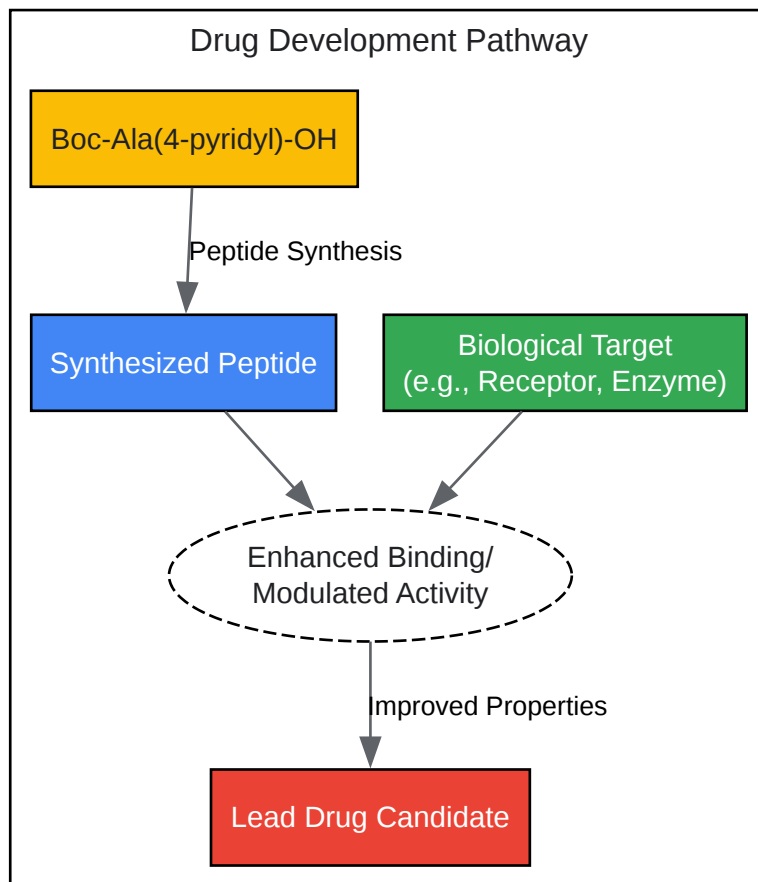 Drug Development Pathway
Boc-Ala(4-pyridyl)-OH
Peptide Synthesis
Synthesized Peptide
Biological Target
(e.g., Receptor, Enzyme)
Enhanced Binding/
Modulated Activity
Improved Properties
Lead Drug Candidate